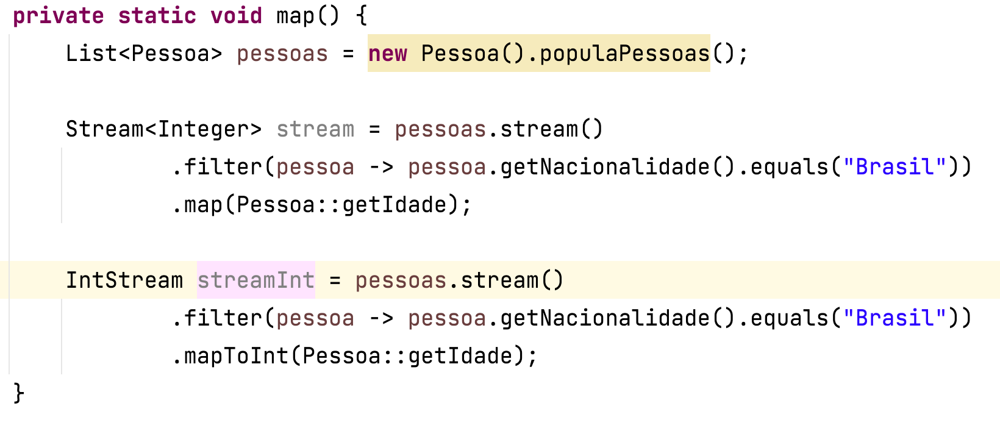 private static void map() {
    List<Pessoa> pessoas = new Pessoa().populaPessoas();
    Stream<Integer> stream = pessoas.stream()
            .filter(pessoa -> pessoa.getNacionalidade().equals("Brasil"))
            .map(Pessoa::getIdade);
    IntStream streamInt = pessoas.stream()
            .filter(pessoa -> pessoa.getNacionalidade().equals("Brasil"))
            .mapToInt(Pessoa::getIdade);
}